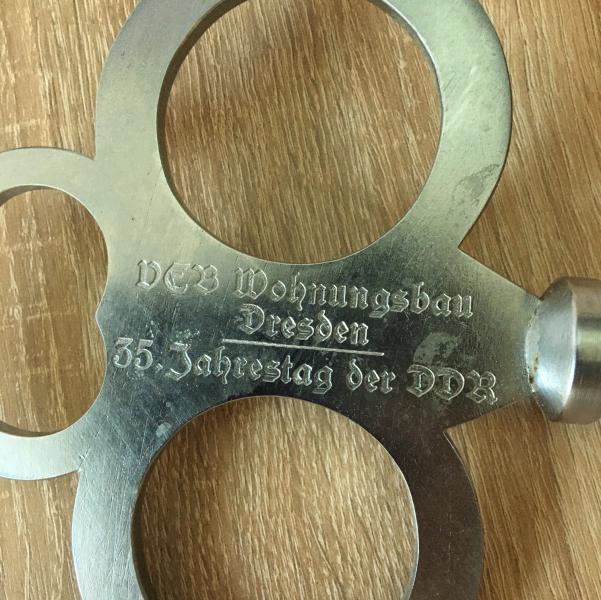 VEB Wohnungsbau
Dresden
35. Jahrestag der DDR